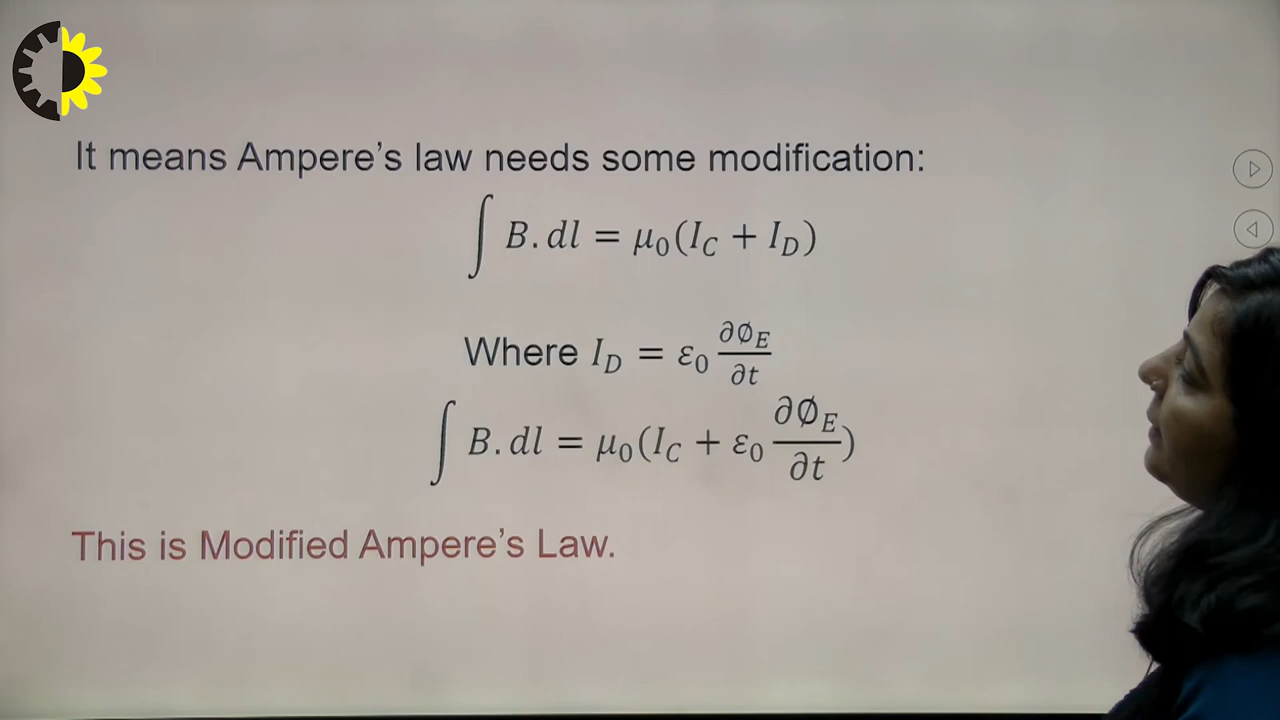 It means Ampere's law needs some modification:
∫ B.dl = μ₀(I_C + I_D)
Where I_D = ε₀ ∂∅_E/∂t
∫ B.dl = μ₀(I_C + ε₀ ∂∅_E/∂t)
This is Modified Ampere's Law.